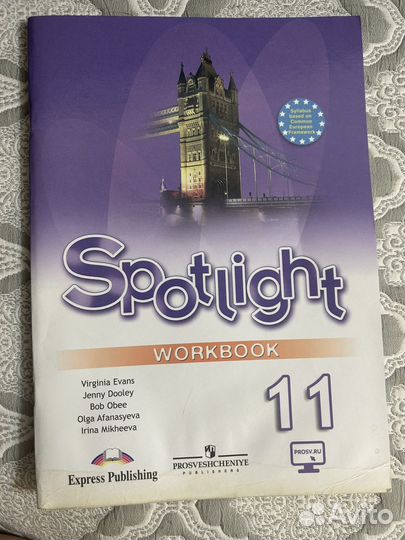 Syllabus
based on
Common
European
Framework
Spotlight
WORKBOOK
Virginia Evans
Jenny Dooley
Bob Obee
Olga Afanasyeva
Irina Mikheeva
11
PROSV.RU
Express Publishing
PROSVESHCHENIYE
PUBLISHERS
Avito